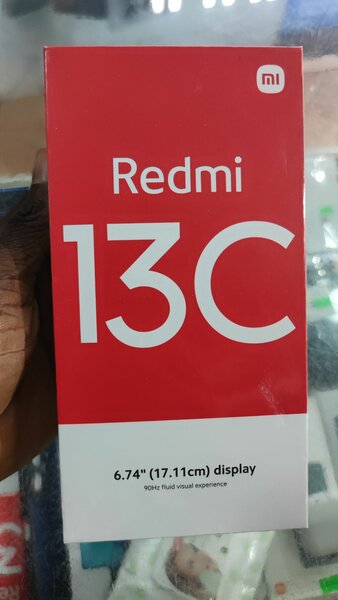 mi
Redmi
13C
6.74" (17.11cm) display
90Hz fluid visual experience